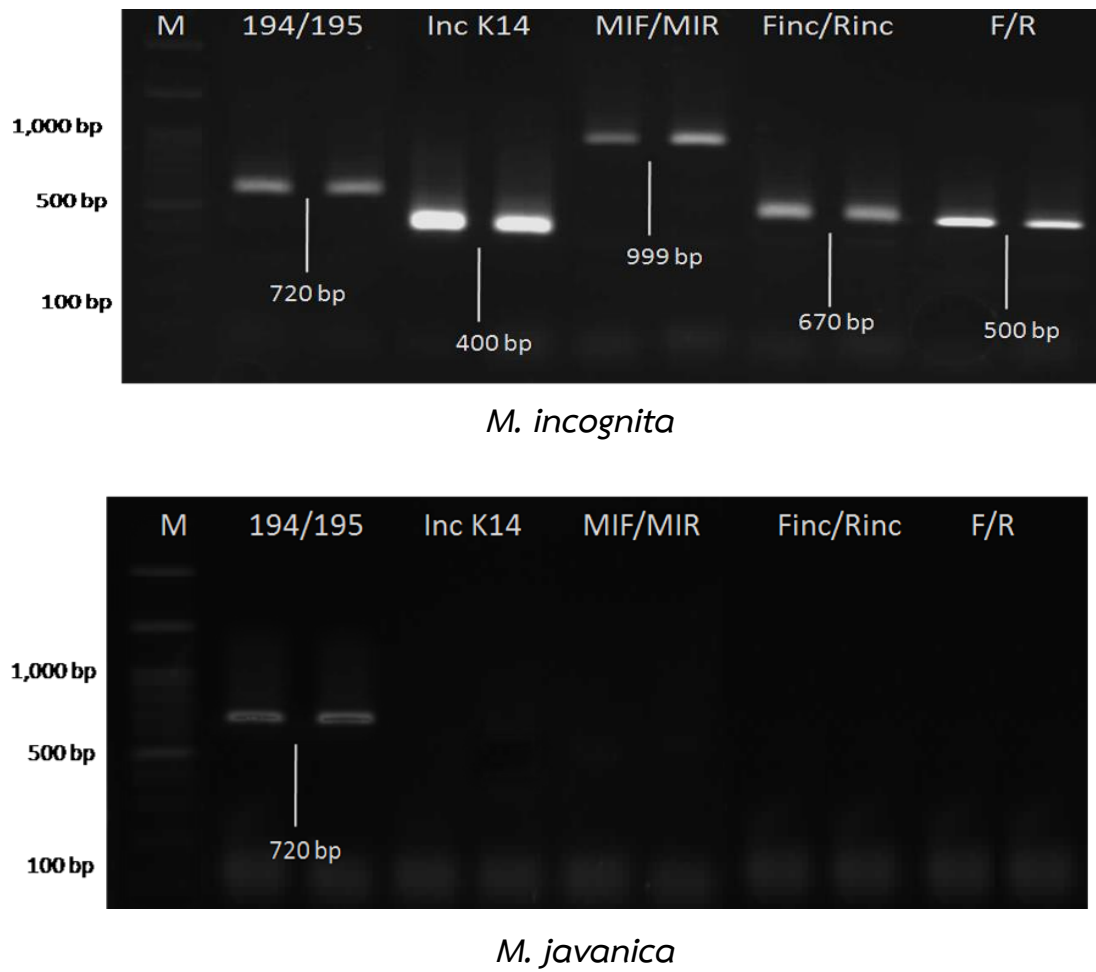 M 194/195 Inc K14 MIF/MIR Finc/Rinc F/R
1,000 bp
500 bp
999 bp
720 bp
100 bp
670 bp
500 bp
400 bp
M. incognita
M 194/195 Inc K14 MIF/MIR Finc/Rinc F/R
1,000 bp
500 bp
720 bp
100 bp
M. javanica